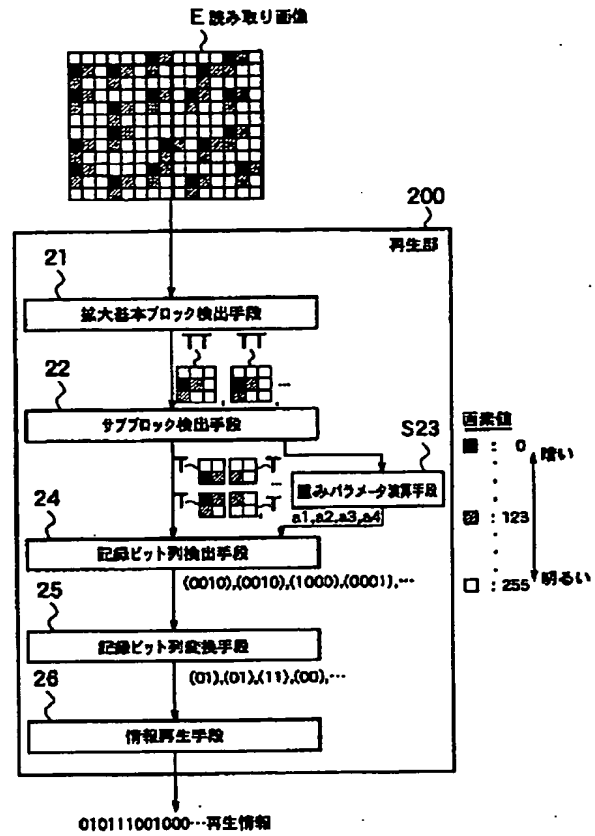 E 読み取り画像
200
再生部
21
拡大基本ブロック検出手段
22
サブブロック検出手段
画素値
: 0
暗い
: 123
: 255
明るい
S23
重みパラメータ演算手段
a1,a2,a3,a4
24
記録ビット列検出手段
(0010),(0010),(1000),(0001),…
25
記録ビット列変換手段
(01),(01),(11),(00),…
26
情報再生手段
010111001000…再生情報